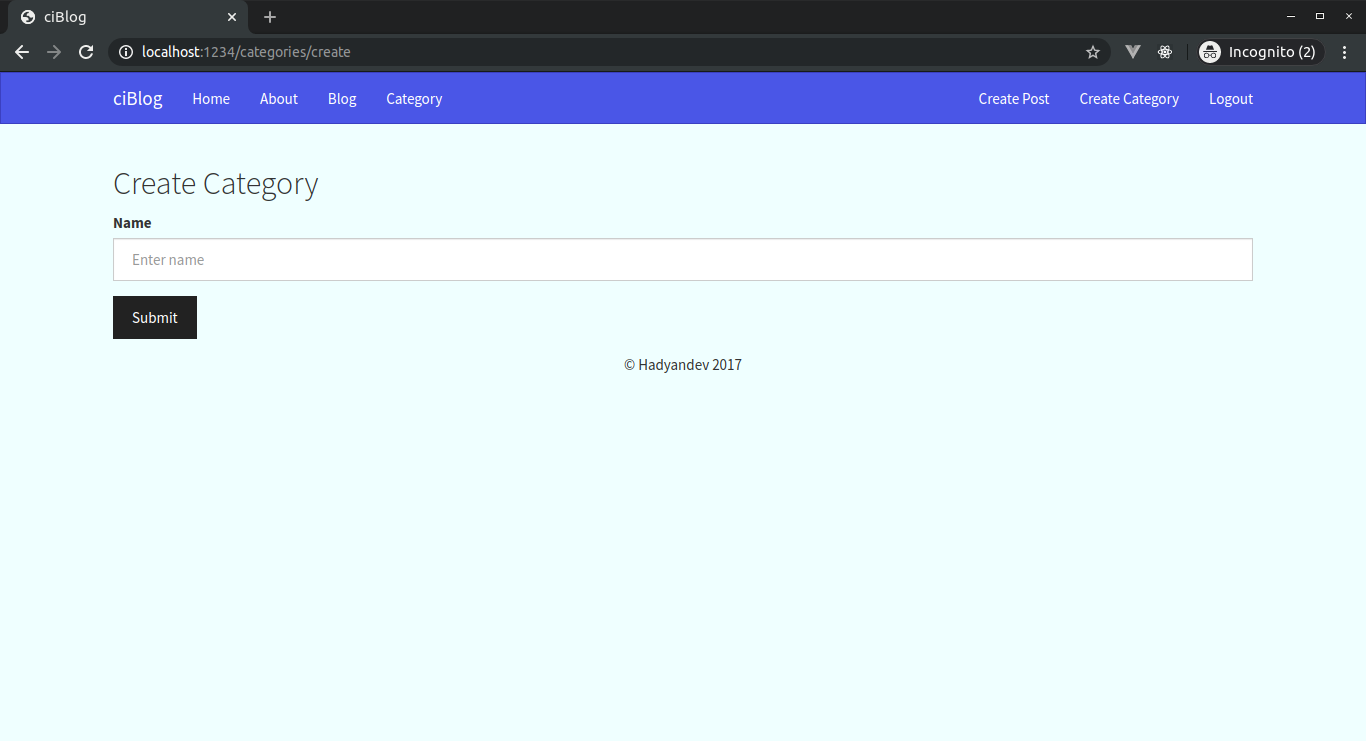 ciBlog
localhost:1234/categories/create
Incognito (2)
ciBlog Home About Blog Category Create Post Create Category Logout
Create Category
Name
Enter name
Submit
© Hadyandev 2017